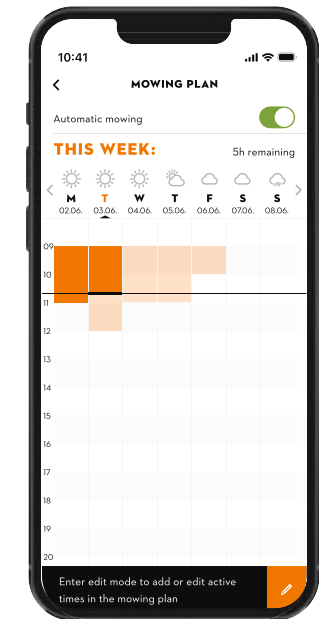 10:41
MOWING PLAN
Automatic mowing
THIS WEEK:
5h remaining
M T W T F S S
02.06. 03.06. 04.06. 05.06. 06.06. 07.06. 08.06.
09
10
11
12
13
14
15
16
17
18
19
20
Enter edit mode to add or edit active
times in the mowing plan